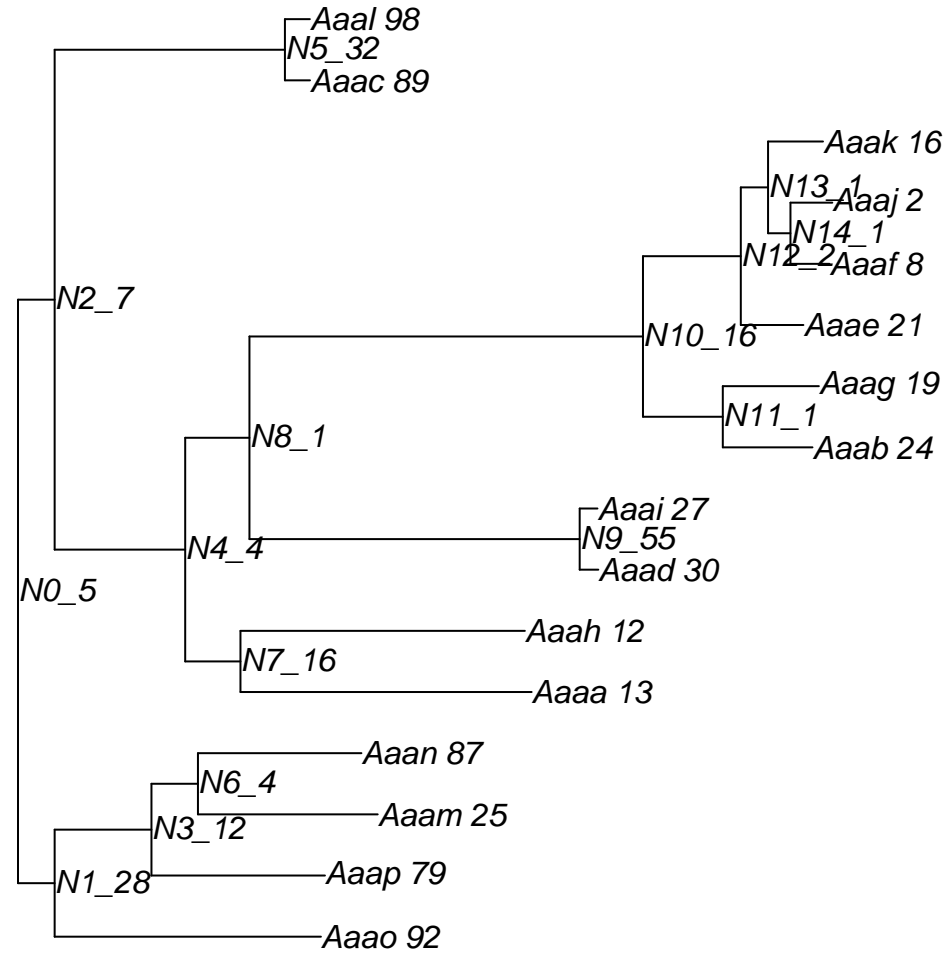 Aaal 98
N5_32
Aaac 89
Aaak 16
N13_1
Aaaj 2
N14_1
N12_2
Aaaf 8
N2_7
Aaae 21
N10_16
Aaag 19
N11_1
N8_1
Aaab 24
Aaai 27
N9_55
N4_4
Aaad 30
N0_5
Aaah 12
N7_16
Aaaa 13
Aaan 87
N6_4
Aaam 25
N3_12
Aaap 79
N1_28
Aaao 92